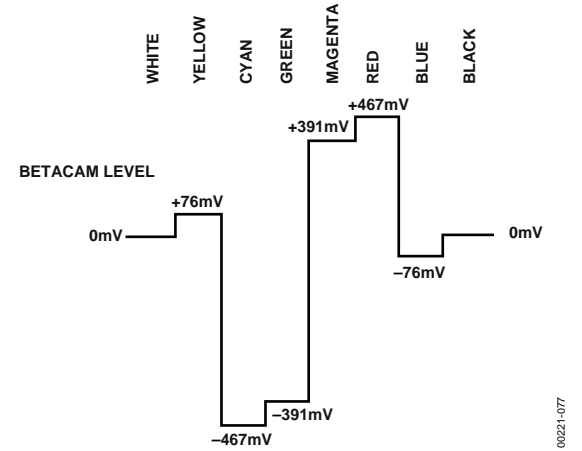 WHITE
YELLOW
CYAN
GREEN
MAGENTA
RED
BLUE
BLACK
+467mV
+391mV
BETACAM LEVEL
+76mV
0mV
0mV
–76mV
–391mV
–467mV
00221-077